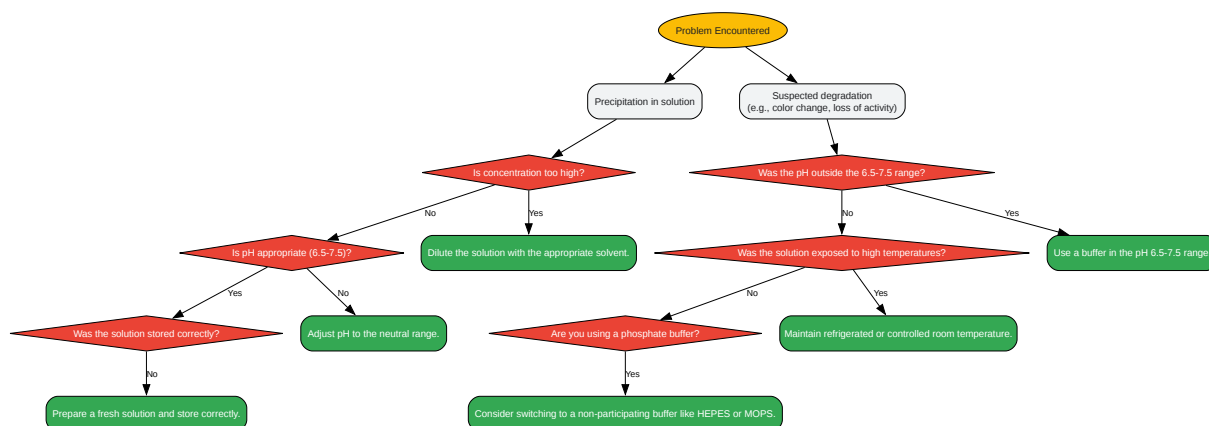 Problem Encountered
Precipitation in solution
Suspected degradation
(e.g., color change, loss of activity)
Is concentration too high?
Was the pH outside the 6.5-7.5 range?
No
Yes
No
Yes
Is pH appropriate (6.5-7.5)?
Dilute the solution with the appropriate solvent.
Was the solution exposed to high temperatures?
Use a buffer in the pH 6.5-7.5 range
Yes
No
No
Yes
Was the solution stored correctly?
Adjust pH to the neutral range.
Are you using a phosphate buffer?
Maintain refrigerated or controlled room temperature.
No
Yes
Prepare a fresh solution and store correctly.
Consider switching to a non-participating buffer like HEPES or MOPS.